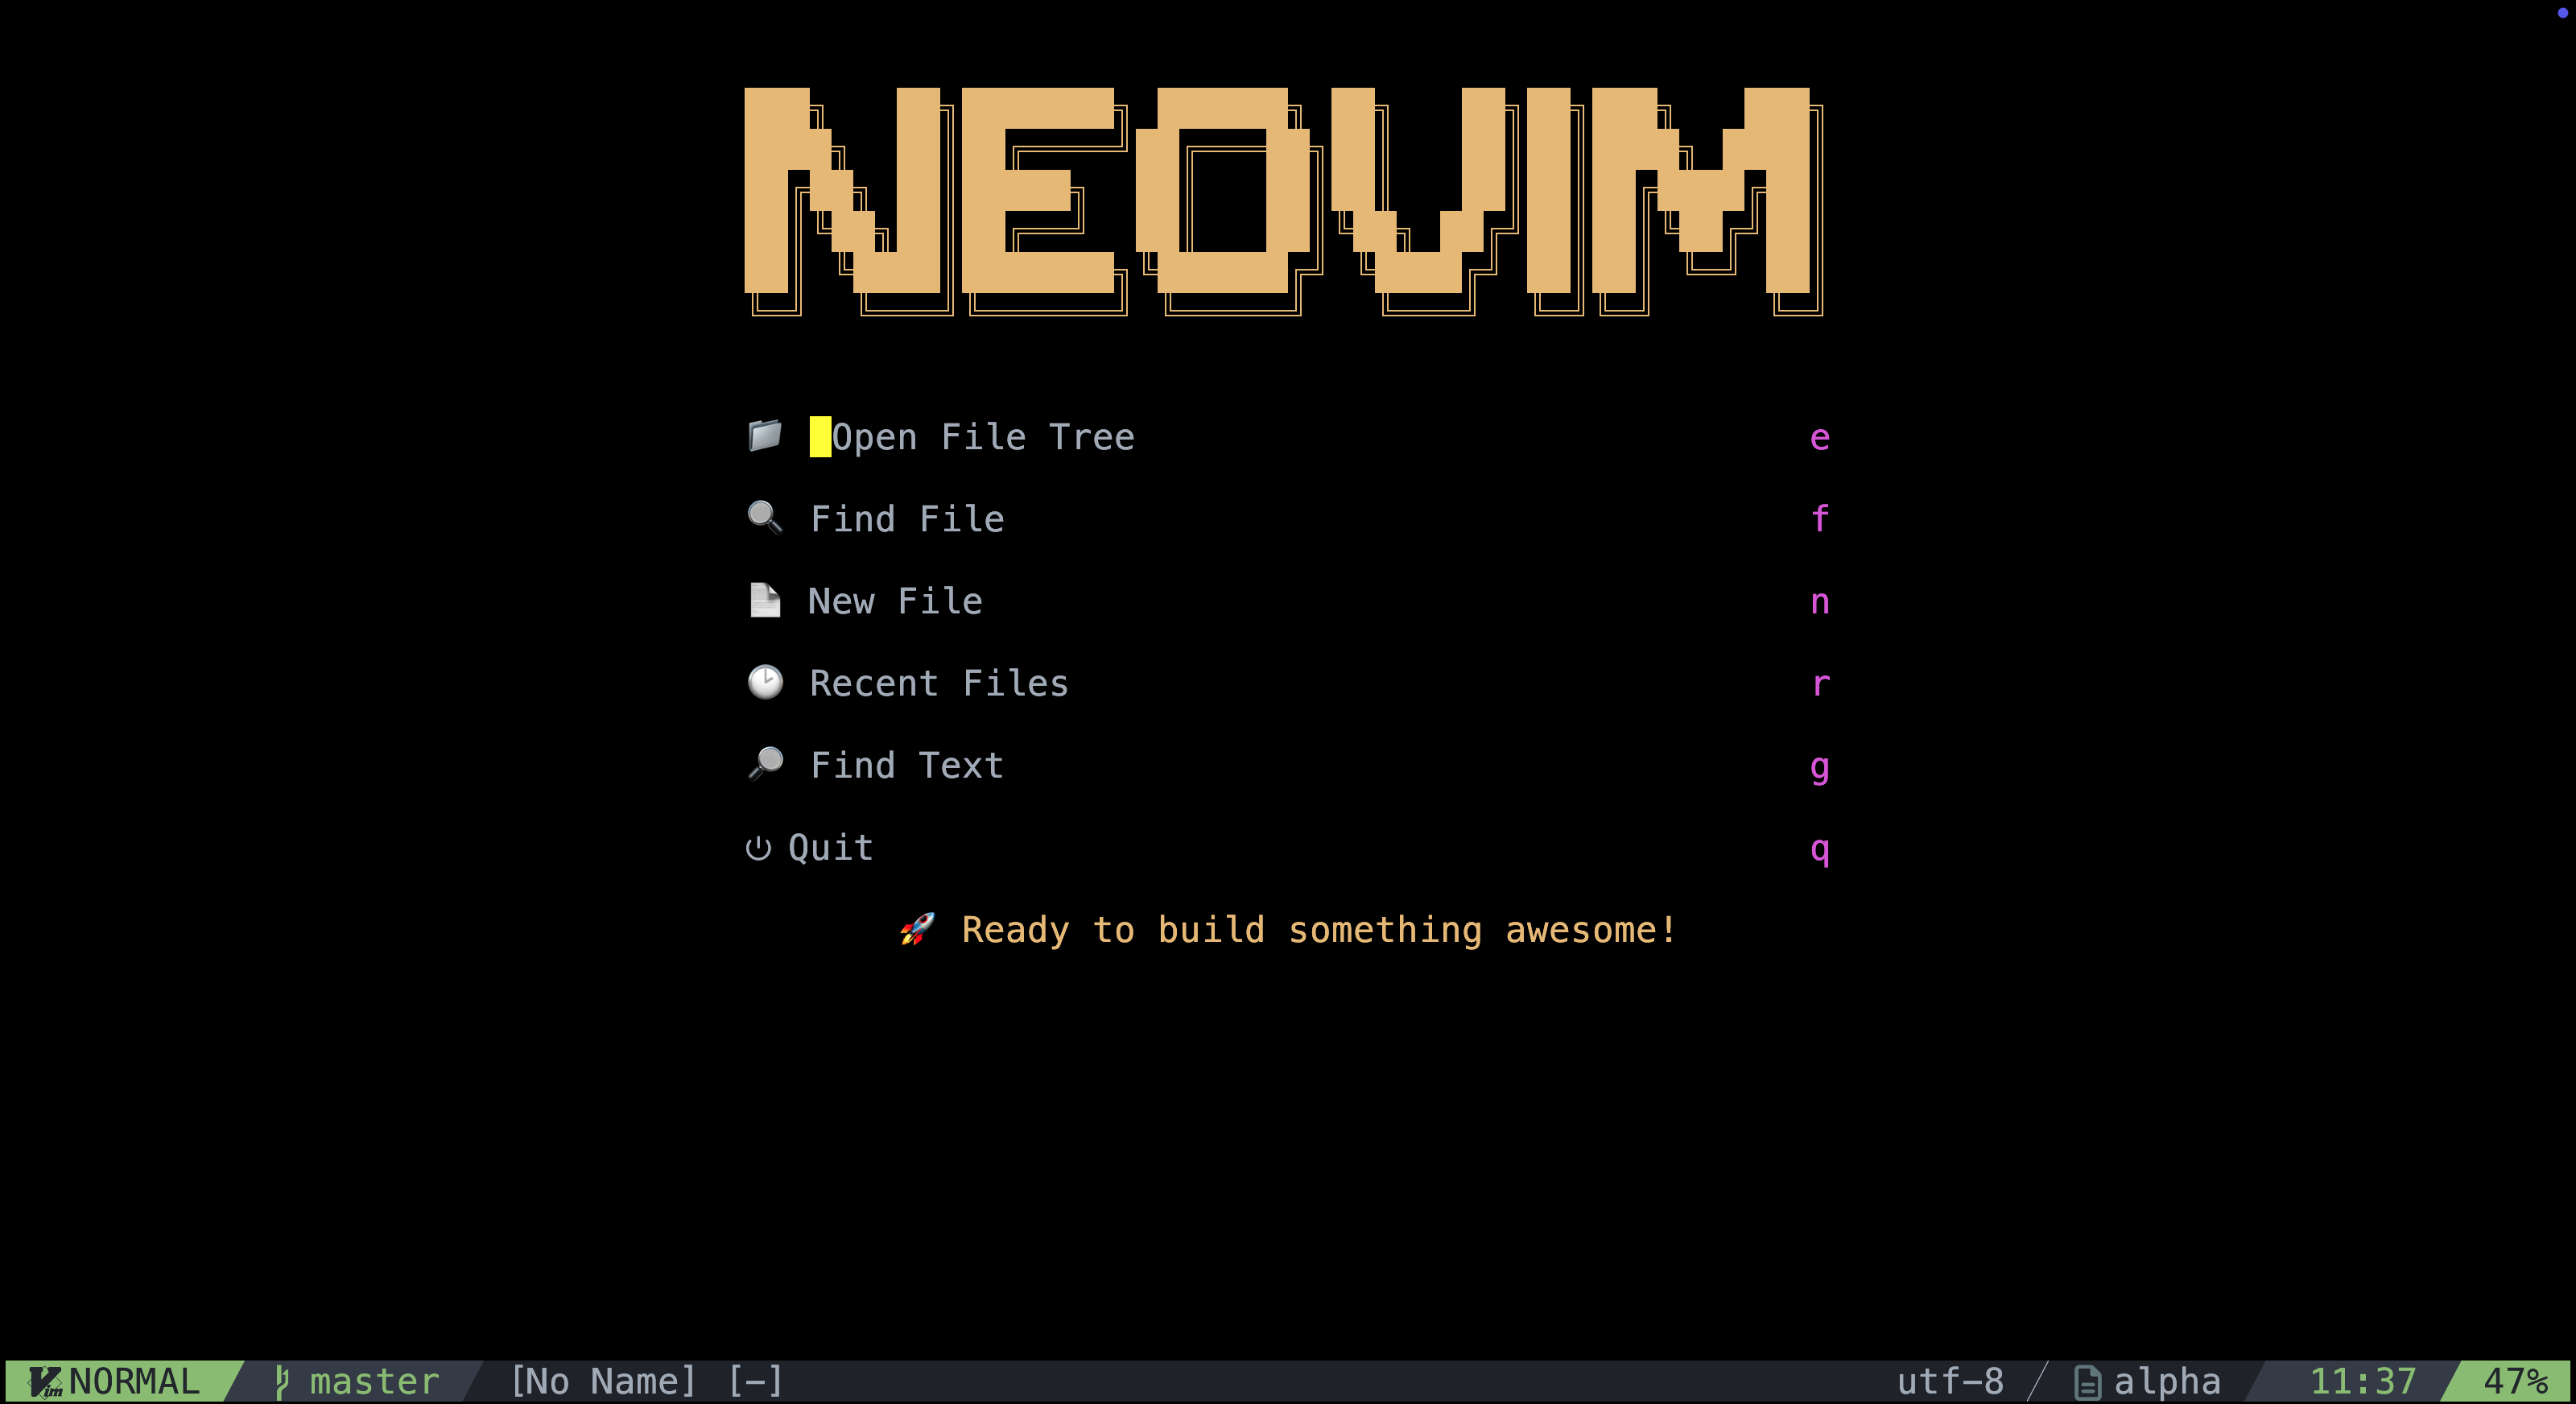 NEOVIM
Open File Tree e
Find File f
New File n
Recent Files r
Find Text g
Quit q
🚀 Ready to build something awesome!
NORMAL master [No Name] [-] utf-8 alpha 11:37 47%